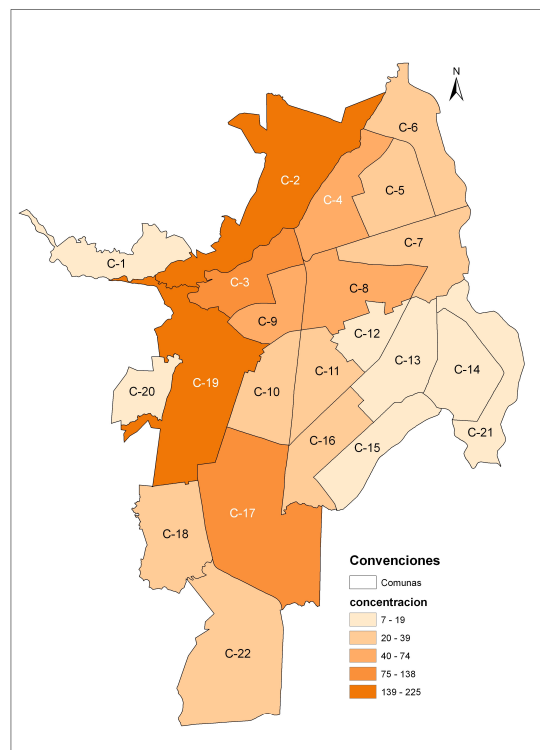 N
C-6
C-2
C-5
C-4
C-7
C-1
C-3
C-8
C-9
C-12
C-13
C-14
C-19
C-20
C-10
C-11
C-21
C-16
C-15
C-17
C-18
C-22
Convenciones
Comunas
concentracion
7 - 19
20 - 39
40 - 74
75 - 138
139 - 225